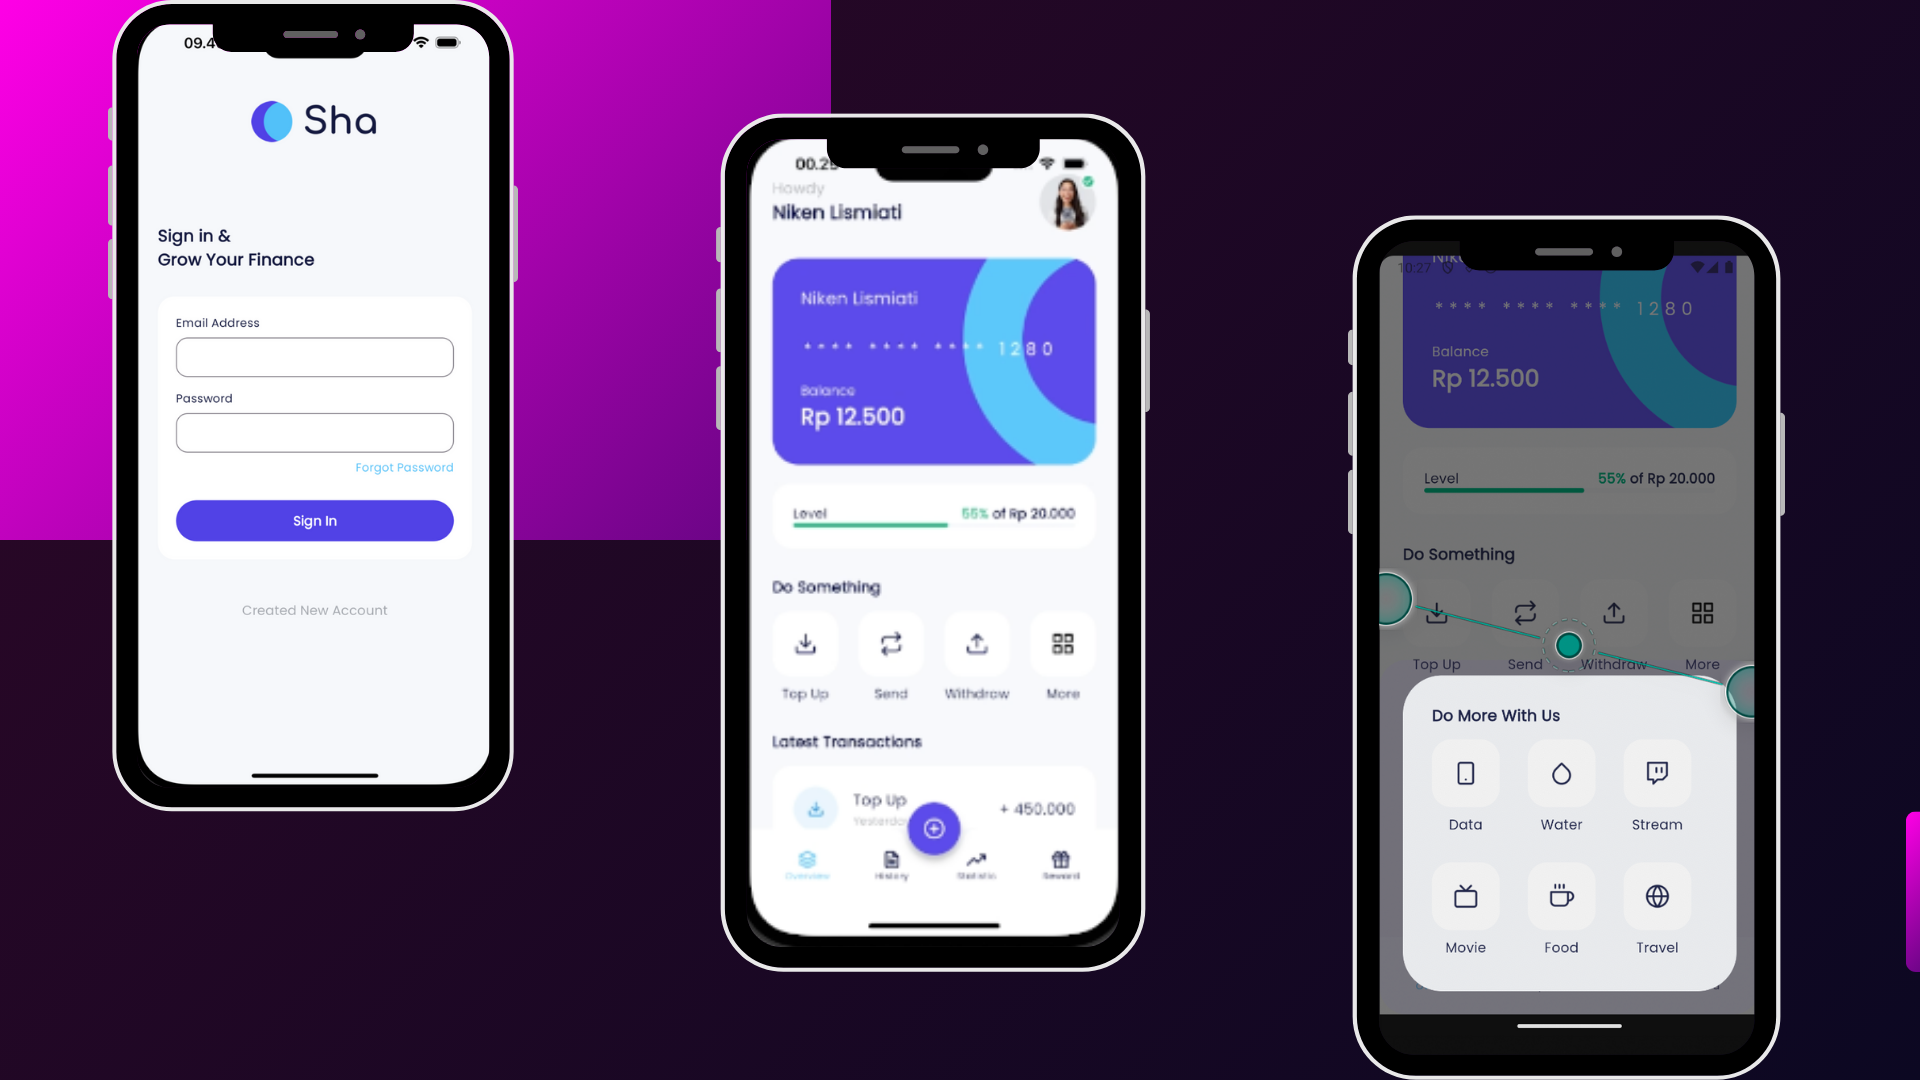 09.4
Sha
Sign in &
Grow Your Finance
Email Address
Password
Forgot Password
Sign In
Created New Account
Howdy
Niken Lismiati
Niken Lismiati
**** **** **** 1280
Balance
Rp 12.500
Level 55% of Rp 20.000
Do Something
Top Up Send Withdraw More
Latest Transactions
Top Up + 450.000
Yesterday
Overview History Statistic Reward
10:27
**** **** **** 1280
Balance
Rp 12.500
Level 55% of Rp 20.000
Do Something
Top Up Send Withdraw More
Do More With Us
Data Water Stream
Movie Food Travel